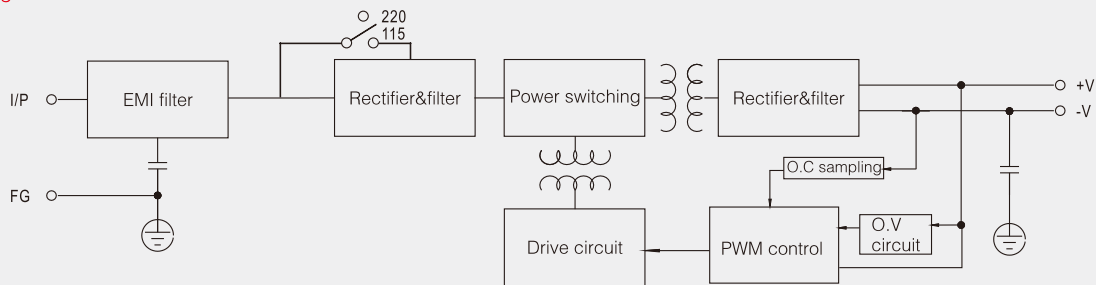 220
115
I/P
EMI filter
Rectifier&filter
Power switching
Rectifier&filter
+V
-V
O.C sampling
FG
Drive circuit
PWM control
O.V
circuit